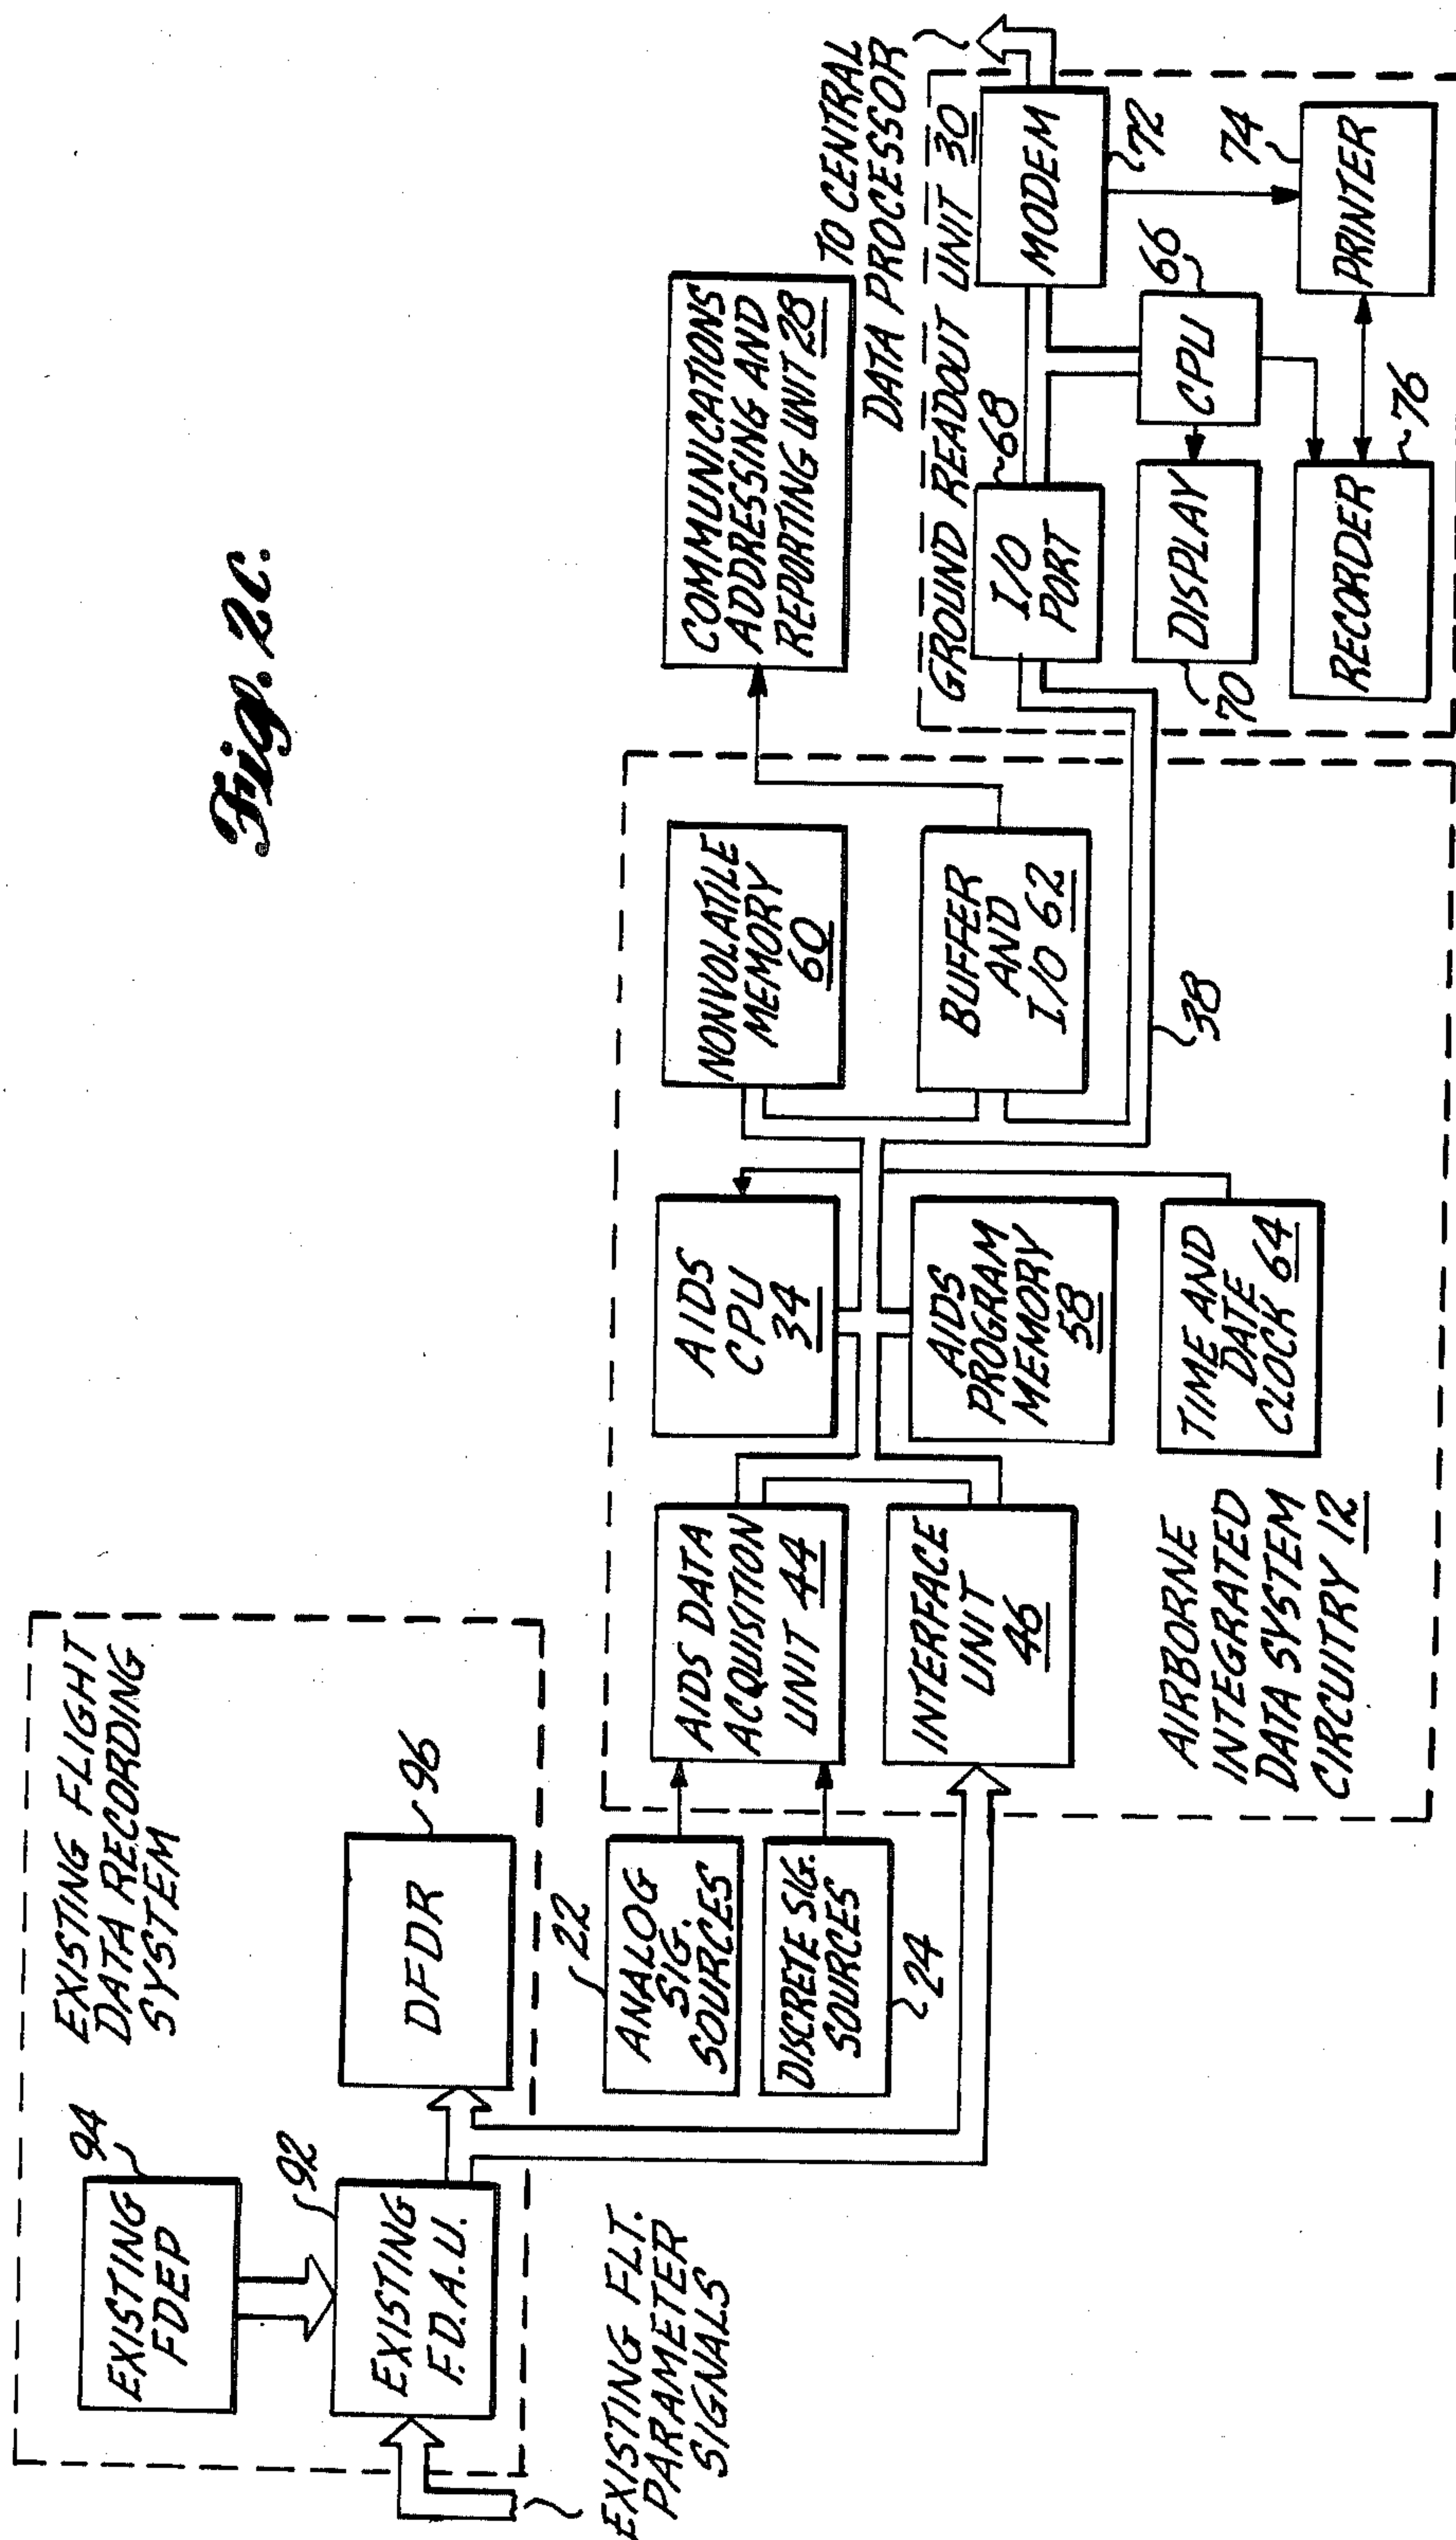 Fig. 2C.
EXISTING FLIGHT
DATA RECORDING
SYSTEM
94
EXISTING
FDEP
92
EXISTING
F.D.A.U.
DFDR
96
EXISTING FLT.
PARAMETER
SIGNALS
22
ANALOG
SIG.
SOURCES
DISCRETE SIG.
SOURCES
24
AIDS DATA
ACQUISITION
UNIT 44
INTERFACE
UNIT
46
AIRBORNE
INTEGRATED
DATA SYSTEM
CIRCUITRY 12
AIDS
CPU
34
AIDS
PROGRAM
MEMORY
58
TIME AND
DATE
CLOCK 64
NONVOLATILE
MEMORY
60
BUFFER
AND
I/O 62
38
COMMUNICATIONS
ADDRESSING AND
REPORTING UNIT 28
TO CENTRAL
DATA PROCESSOR
GROUND READOUT UNIT 30
68
I/O
PORT
MODEM
72
66
CPU
DISPLAY
70
74
PRINTER
RECORDER
76